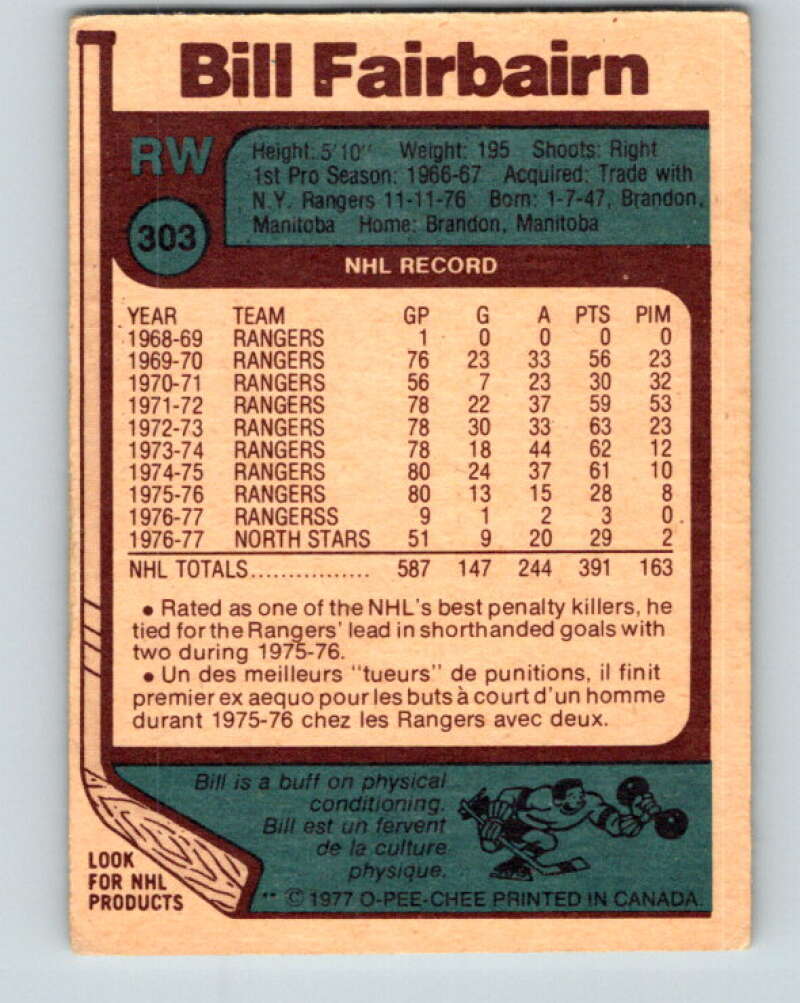 Bill Fairbairn
RW
303
Height: 5'10" Weight: 195 Shoots: Right
1st Pro Season: 1966-67 Acquired: Trade with
N.Y. Rangers 11-11-76 Born: 1-7-47, Brandon,
Manitoba Home: Brandon, Manitoba
NHL RECORD
YEAR TEAM GP G A PTS PIM
1968-69 RANGERS 1 0 0 0 0
1969-70 RANGERS 76 23 33 56 23
1970-71 RANGERS 56 7 23 30 32
1971-72 RANGERS 78 22 37 59 53
1972-73 RANGERS 78 30 33 63 23
1973-74 RANGERS 78 18 44 62 12
1974-75 RANGERS 80 24 37 61 10
1975-76 RANGERS 80 13 15 28 8
1976-77 RANGERSS 9 1 2 3 0
1976-77 NORTH STARS 51 9 20 29 2
NHL TOTALS................ 587 147 244 391 163
• Rated as one of the NHL's best penalty killers, he
tied for the Rangers' lead in shorthanded goals with
two during 1975-76.
• Un des meilleurs "tueurs" de punitions, il finit
premier ex aequo pour les buts à court d'un homme
durant 1975-76 chez les Rangers avec deux.
Bill is a buff on physical
conditioning.
Bill est un fervent
de la culture
physique.
LOOK
FOR NHL
PRODUCTS
** © 1977 O-PEE-CHEE PRINTED IN CANADA.